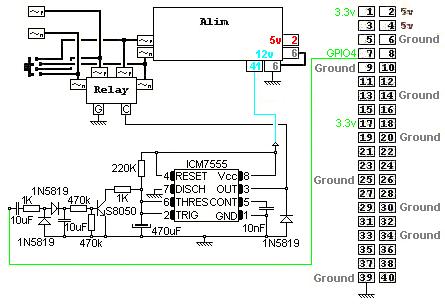 Alim
5v
2
12v
6
41
6
Relay
G
C
3.3v
1
2
5v
3
4
5v
5
6
Ground
GPIO4
7
8
Ground
9
10
11
12
13
14
Ground
15
16
3.3v
17
18
19
20
Ground
21
22
23
24
Ground
25
26
27
28
29
30
Ground
31
32
33
34
Ground
35
36
37
38
Ground
39
40
ICM7555
220K
4
RESET
Vcc
8
7
DISCH
OUT
3
6
THRES
CONT
5
2
TRIG
GND
1
1K
S8050
1N5819
1K
470k
10uF
10uF
1N5819
470k
470uF
10nF
1N5819